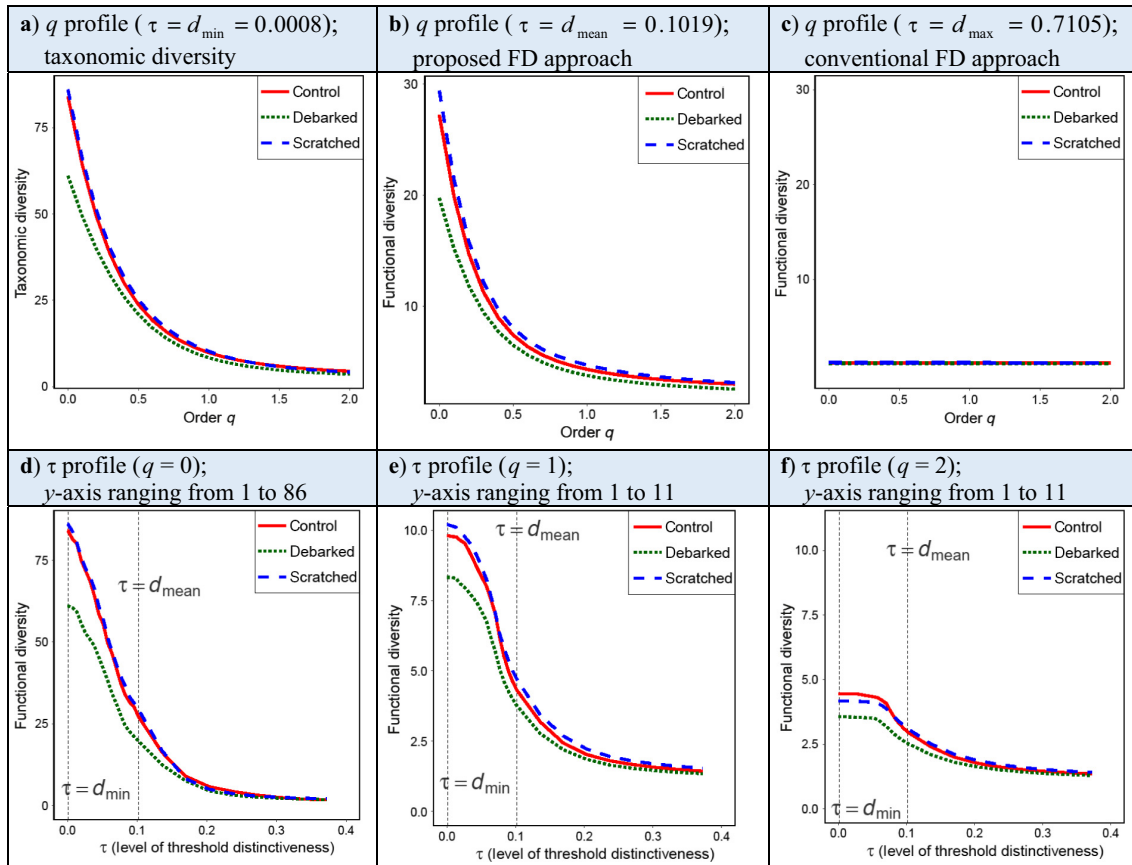 a) q profile ( τ = dmin = 0.0008);
taxonomic diversity
b) q profile ( τ = dmean = 0.1019);
proposed FD approach
c) q profile ( τ = dmax = 0.7105);
conventional FD approach
Taxonomic diversity
75
50
25
0
Control
Debarked
Scratched
0.0 0.5 1.0 1.5 2.0
Order q
Functional diversity
30
20
10
Control
Debarked
Scratched
0.0 0.5 1.0 1.5 2.0
Order q
Functional diversity
30
20
10
Control
Debarked
Scratched
0.0 0.5 1.0 1.5 2.0
Order q
d) τ profile (q = 0);
y-axis ranging from 1 to 86
e) τ profile (q = 1);
y-axis ranging from 1 to 11
f) τ profile (q = 2);
y-axis ranging from 1 to 11
Functional diversity
75
50
25
0
Control
Debarked
Scratched
τ = dmean
τ = dmin
0.0 0.1 0.2 0.3 0.4
τ (level of threshold distinctiveness)
Functional diversity
10.0
7.5
5.0
2.5
0.0
Control
Debarked
Scratched
τ = dmean
τ = dmin
0.0 0.1 0.2 0.3 0.4
τ (level of threshold distinctiveness)
Functional diversity
10.0
7.5
5.0
2.5
0.0
Control
Debarked
Scratched
τ = dmean
τ = dmin
0.0 0.1 0.2 0.3 0.4
τ (level of threshold distinctiveness)